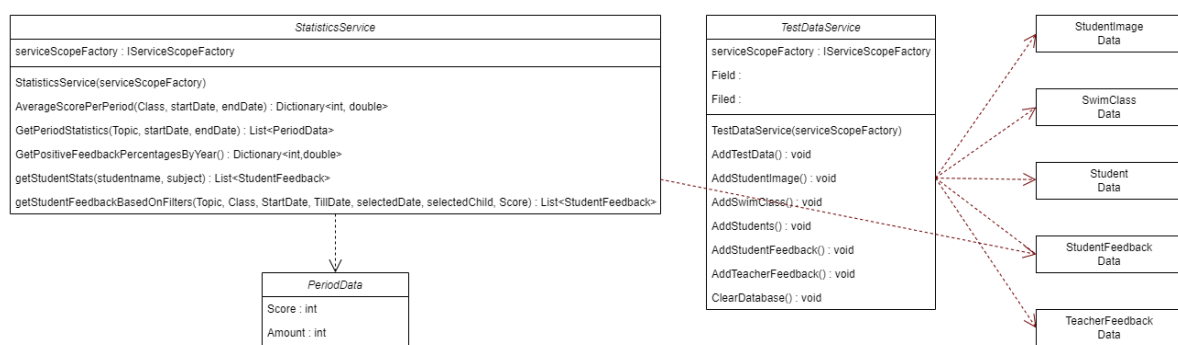 StatisticsService
serviceScopeFactory : IServiceScopeFactory
StatisticsService(serviceScopeFactory)
AverageScorePerPeriod(Class, startDate, endDate) : Dictionary<int, double>
GetPeriodStatistics(Topic, startDate, endDate) : List<PeriodData>
GetPositiveFeedbackPercentagesByYear() : Dictionary<int,double>
getStudentStats(studentname, subject) : List<StudentFeedback>
getStudentFeedbackBasedOnFilters(Topic, Class, StartDate, TillDate, selectedDate, selectedChild, Score) : List<StudentFeedback>
PeriodData
Score : int
Amount : int
TestDataService
serviceScopeFactory : IServiceScopeFactory
Field :
Filed :
TestDataService(serviceScopeFactory)
AddTestData() : void
AddStudentImage() : void
AddSwimClass() : void
AddStudents() : void
AddStudentFeedback() : void
AddTeacherFeedback() : void
ClearDatabase() : void
StudentImage
Data
SwimClass
Data
Student
Data
StudentFeedback
Data
TeacherFeedback
Data